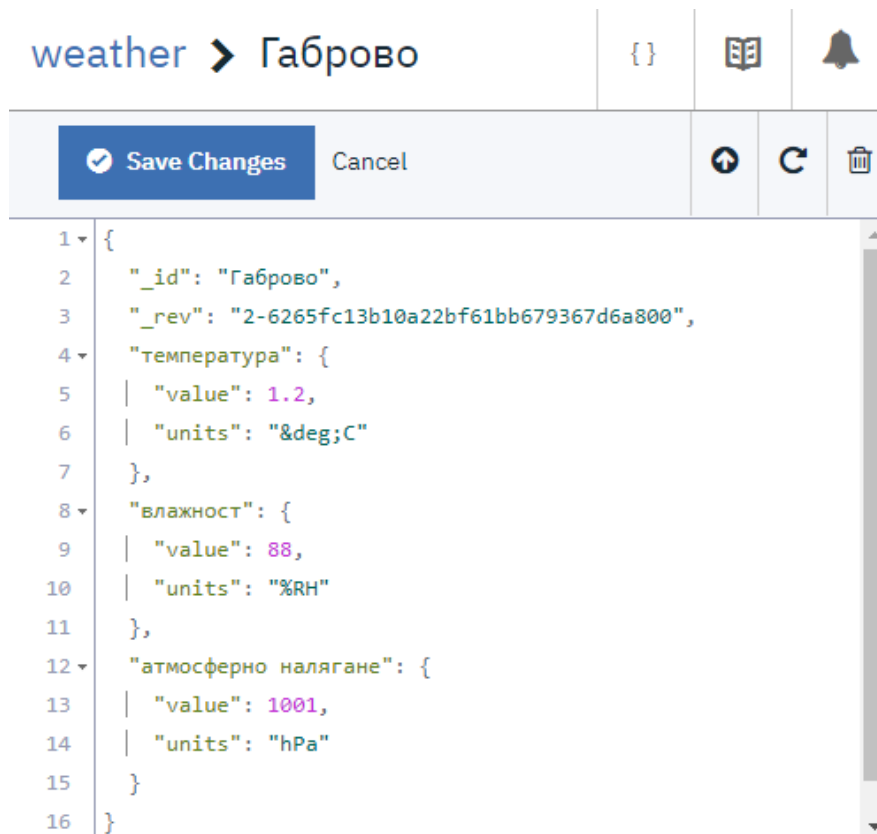 weather > Габрово
{ }
Save Changes Cancel
1 {
2 "_id": "Габрово",
3 "_rev": "2-6265fc13b10a22bf61bb679367d6a800",
4 "температура": {
5 "value": 1.2,
6 "units": "&deg;C"
7 },
8 "влажност": {
9 "value": 88,
10 "units": "%RH"
11 },
12 "атмосферно налягане": {
13 "value": 1001,
14 "units": "hPa"
15 }
16 }